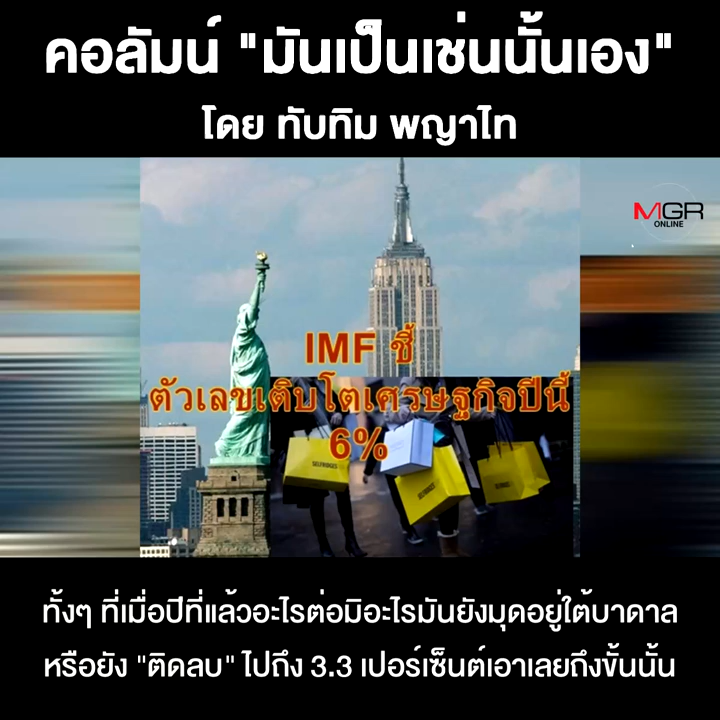 คอลัมน์ "มันเป็นเช่นนั้นเอง"
โดย ทับทิม พญาไท
MGR
ONLINE
IMF ชี้
ตัวเลขเติบโตเศรษฐกิจปีนี้
6%
SELFRIDGES
SELFRIDGES
SELFRIDGES
ทั้งๆ ที่เมื่อปีที่แล้วอะไรต่อมิอะไรมันยังมุดอยู่ใต้บาดาล
หรือยัง "ติดลบ" ไปถึง 3.3 เปอร์เซ็นต์เอาเลยถึงขั้นนั้น